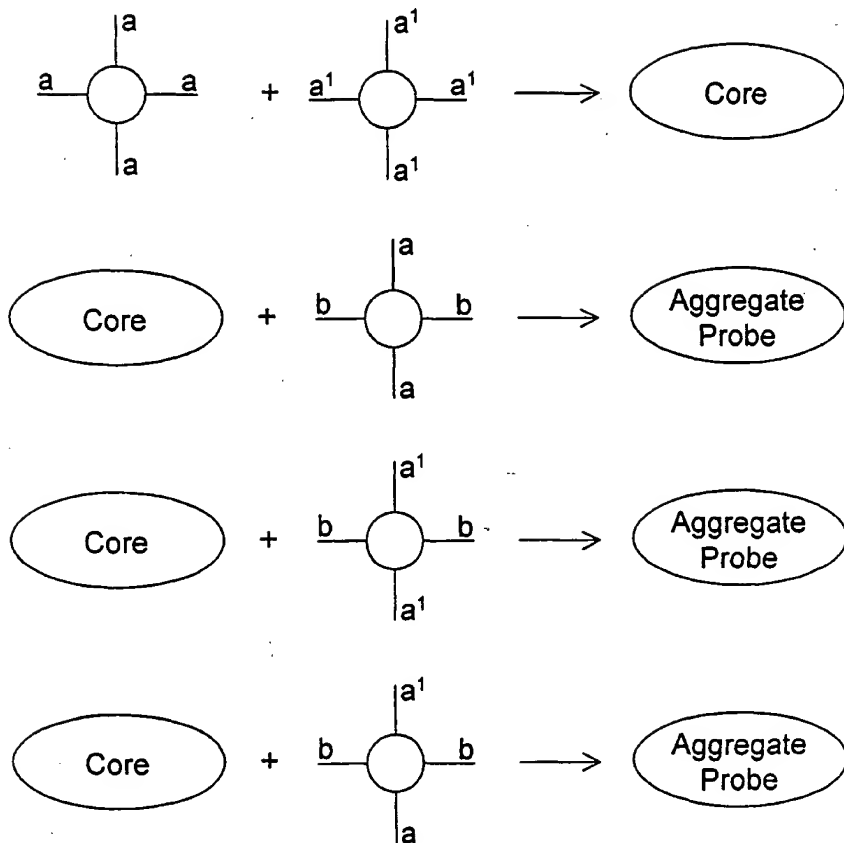 a a¹
a a + a¹ a¹ Core
a a¹
a
Core + b b Aggregate
Probe
a
a¹
Core + b b Aggregate
Probe
a¹
a¹
Core + b b Aggregate
Probe
a